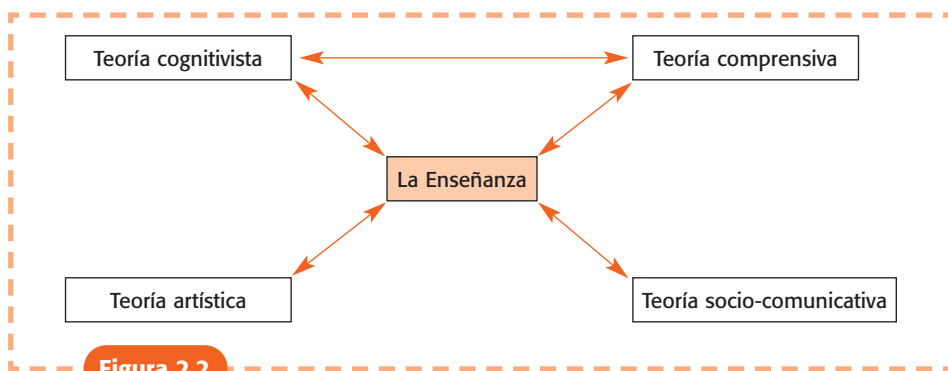 Teoría cognitivista
Teoría comprensiva
La Enseñanza
Teoría artística
Teoría socio-comunicativa
Figura 2.2